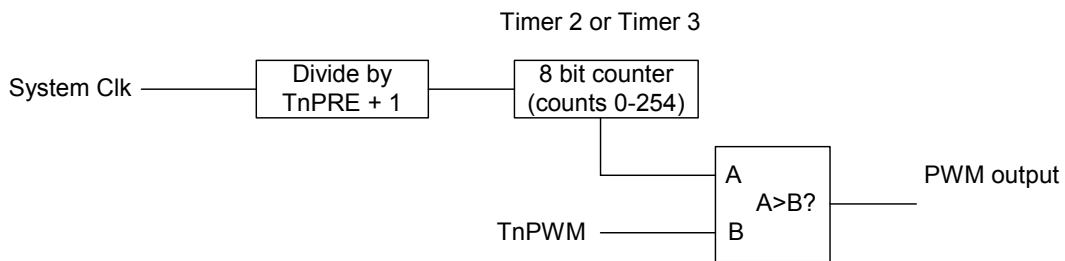 Timer 2 or Timer 3
System Clk
Divide by
TnPRE + 1
8 bit counter
(counts 0-254)
A
A>B?
PWM output
TnPWM
B